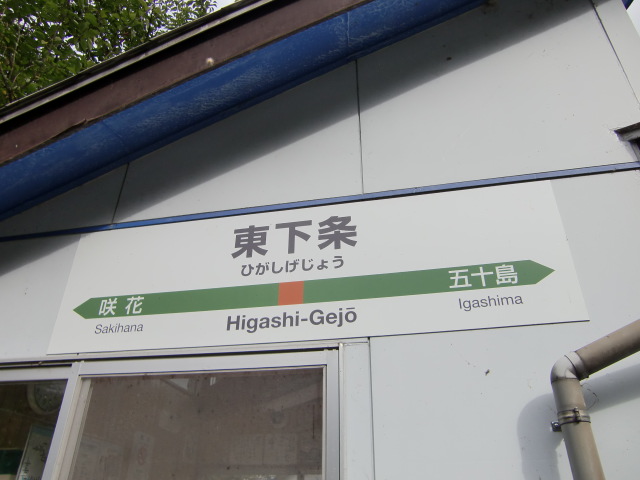 東下条
ひがしげじょう
咲花
五十島
Sakihana
Higashi-Gejō
Igashima